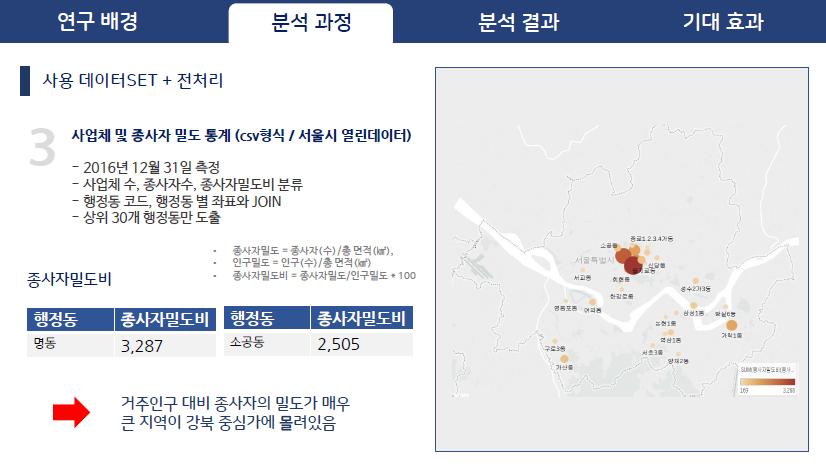 연구 배경
분석 과정
분석 결과
기대 효과
사용 데이터SET + 전처리
3
사업체 및 종사자 밀도 통계 (csv형식 / 서울시 열린데이터)
- 2016년 12월 31일 측정
- 사업체 수, 종사자수, 종사자밀도비 분류
- 행정동 코드, 행정동 별 좌표와 JOIN
- 상위 30개 행정동만 도출
• 종사자밀도 = 종사자(수)/총 면적(㎢),
• 인구밀도 = 인구(수)/총 면적(㎢)
• 종사자밀도비 = 종사자밀도/인구밀도 * 100
종사자밀도비
행정동 종사자밀도비
명동 3,287
행정동 종사자밀도비
소공동 2,505
거주인구 대비 종사자의 밀도가 매우
큰 지역이 강북 중심가에 몰려있음
종로1.2.3.4가동
소공동
서울특별시
신당동
을지로동
서교동
회현동
한강로동
성수2가3동
영등포동
여의동
삼성1동
잠실6동
논현1동
역삼1동
가락1동
구로3동
서초3동
양재2동
가산동
SUM(종사자밀도비(종사...
169
3,268